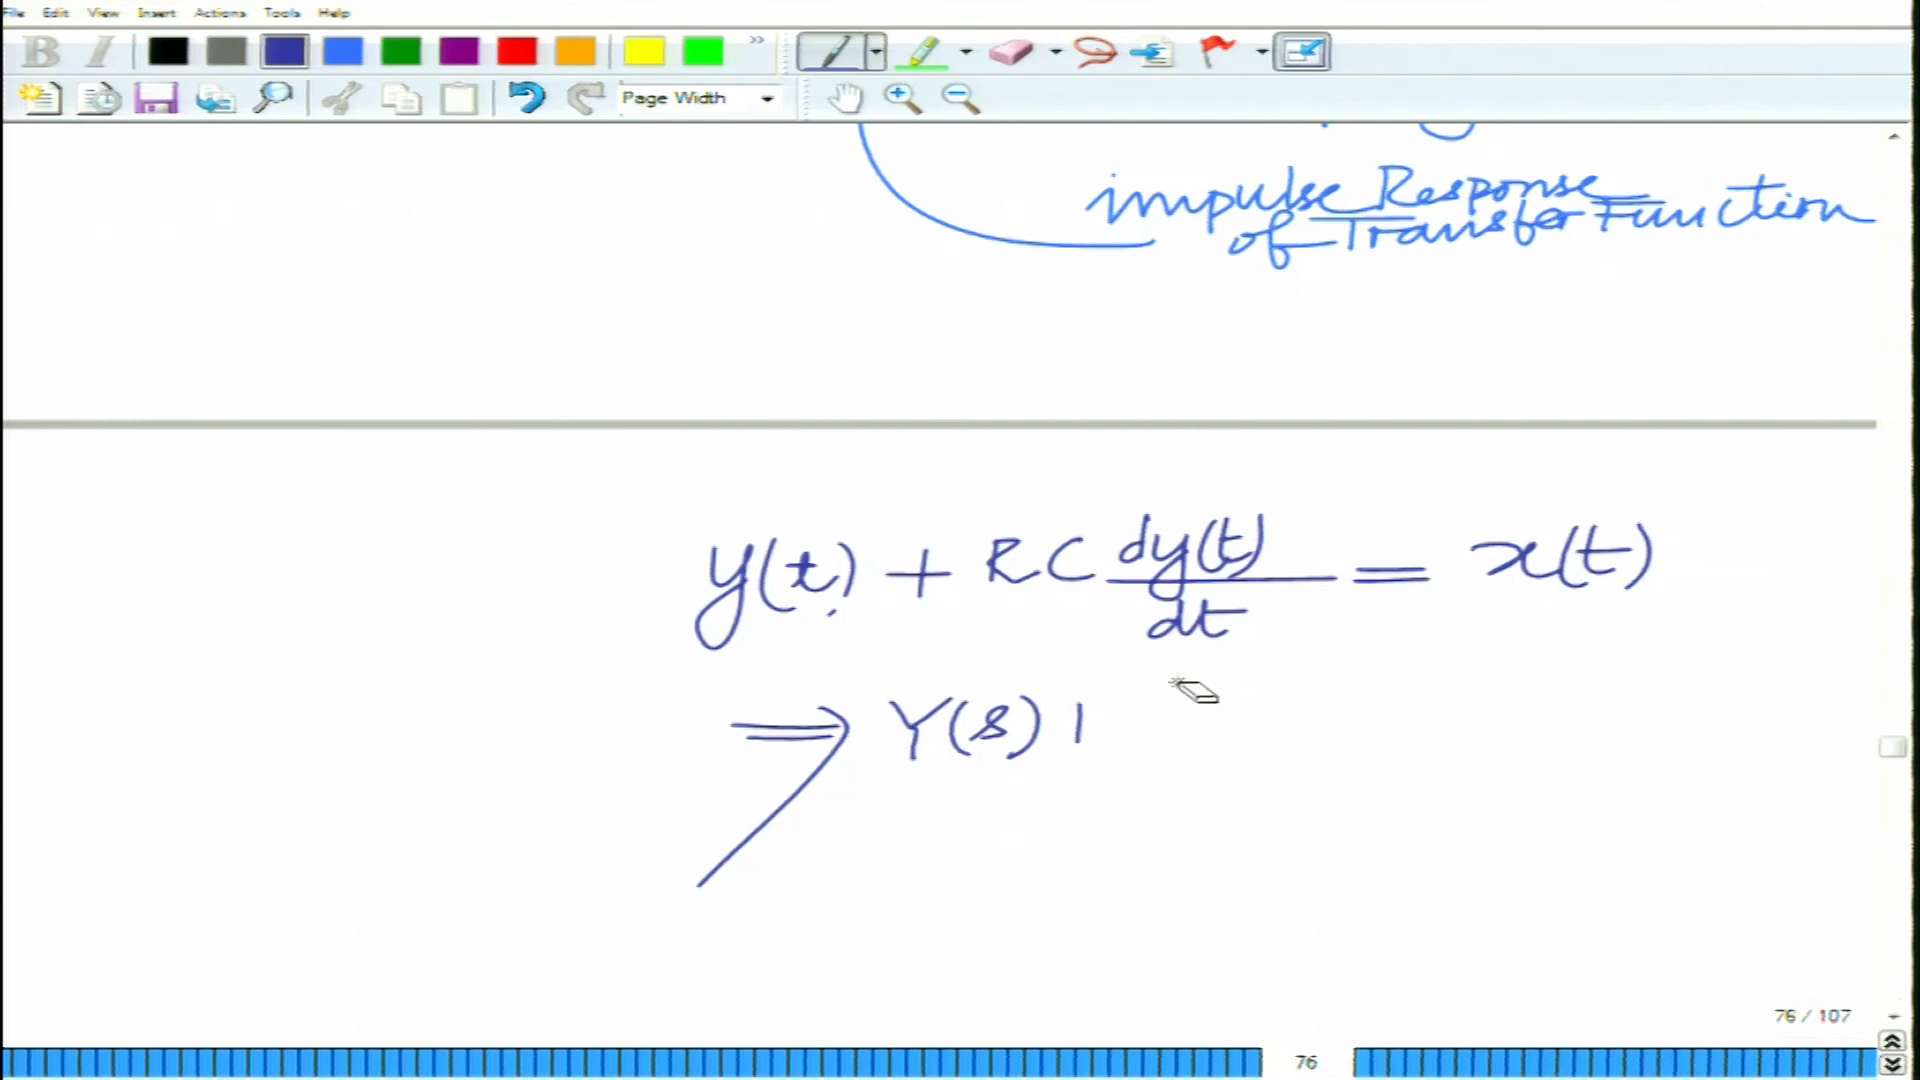 File Edit View Insert Actions Tools Help
B I
Page Width
impulse Response
of Transfer Function
y(t) + RC dy(t)/dt = x(t)
⇒ Y(s) |
76 / 107
76